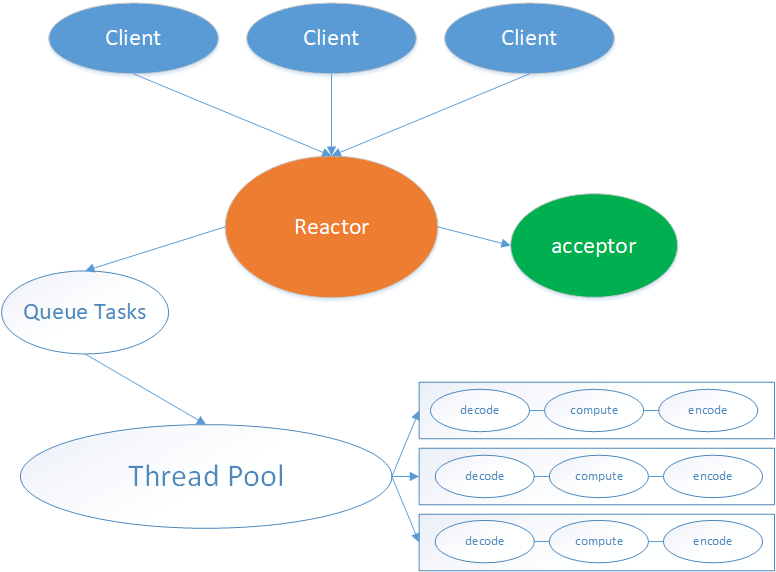 Client
Client
Client
Reactor
acceptor
Queue Tasks
Thread Pool
decode
compute
encode
decode
compute
encode
decode
compute
encode